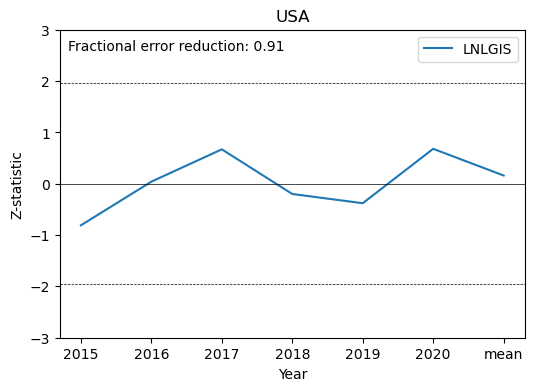 USA
Fractional error reduction: 0.91
LNLGIS
Z-statistic
3
2
1
0
−1
−2
−3
2015 2016 2017 2018 2019 2020 mean
Year